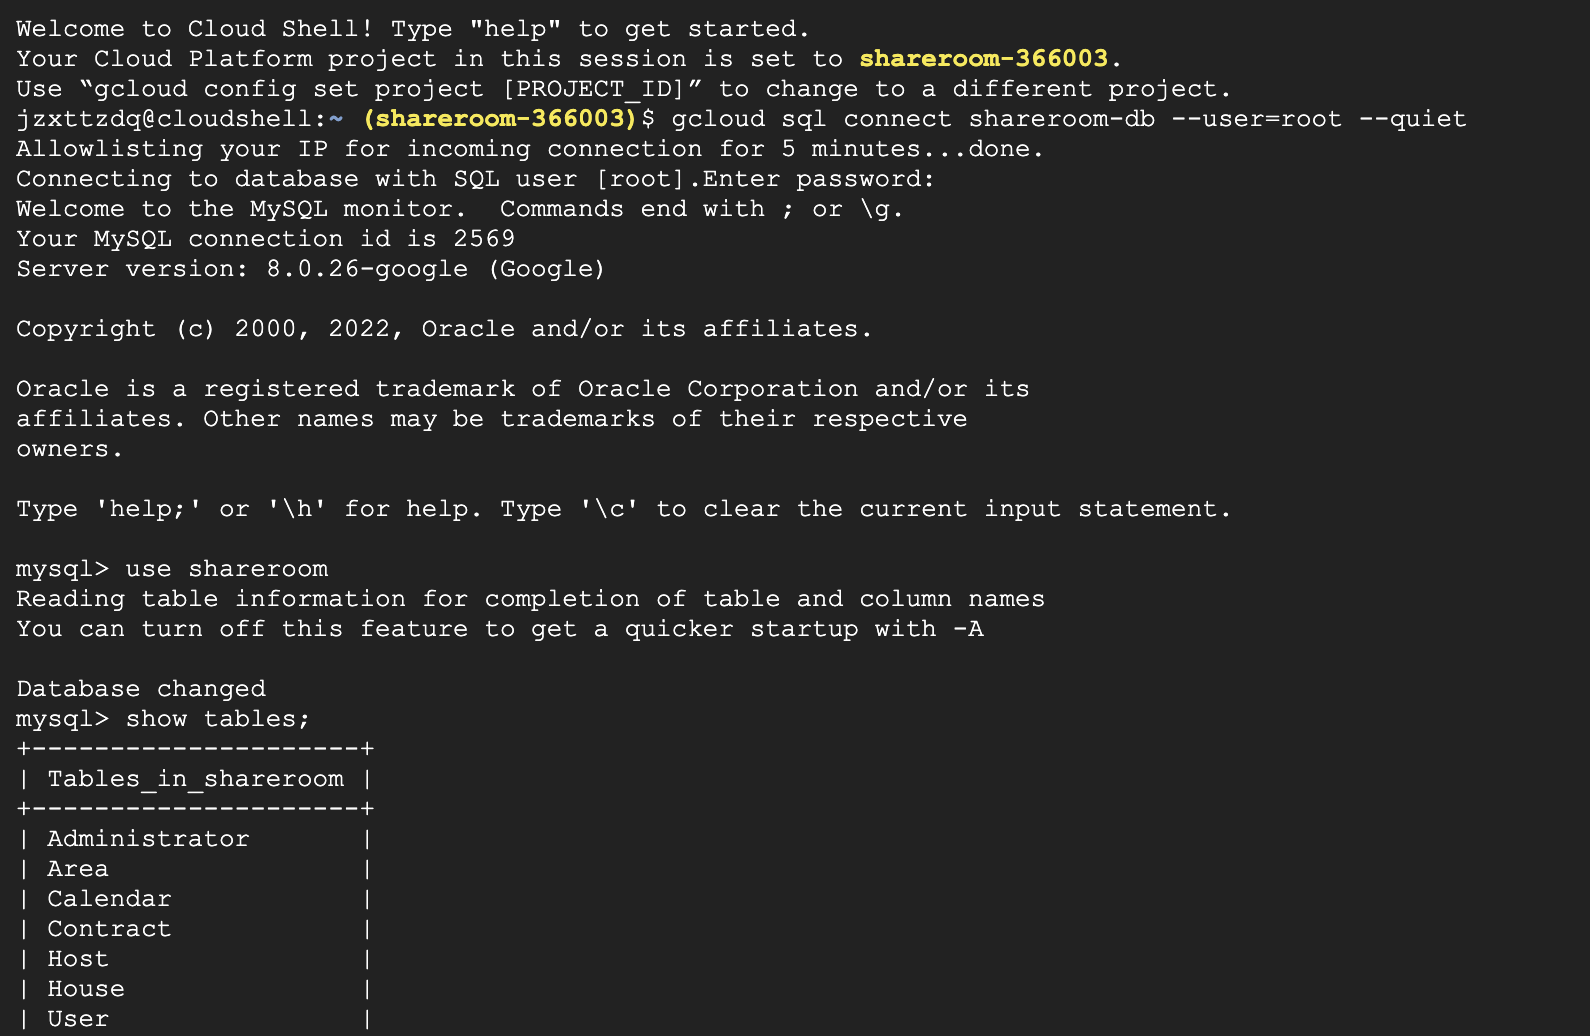 Welcome to Cloud Shell! Type "help" to get started.
Your Cloud Platform project in this session is set to shareroom-366003.
Use “gcloud config set project [PROJECT_ID]” to change to a different project.
jzxttzdq@cloudshell:~ (shareroom-366003)$ gcloud sql connect shareroom-db --user=root --quiet
Allowlisting your IP for incoming connection for 5 minutes...done.
Connecting to database with SQL user [root].Enter password:
Welcome to the MySQL monitor.  Commands end with ; or \g.
Your MySQL connection id is 2569
Server version: 8.0.26-google (Google)

Copyright (c) 2000, 2022, Oracle and/or its affiliates.

Oracle is a registered trademark of Oracle Corporation and/or its
affiliates. Other names may be trademarks of their respective
owners.

Type 'help;' or '\h' for help. Type '\c' to clear the current input statement.

mysql> use shareroom
Reading table information for completion of table and column names
You can turn off this feature to get a quicker startup with -A

Database changed
mysql> show tables;
+---------------------+
| Tables_in_shareroom |
+---------------------+
| Administrator       |
| Area                |
| Calendar            |
| Contract            |
| Host                |
| House               |
| User                |